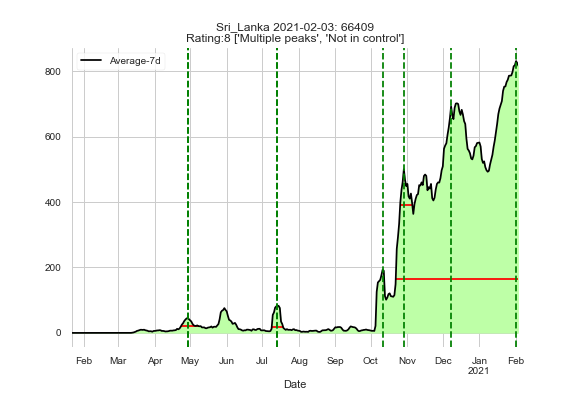 Sri_Lanka 2021-02-03: 66409
Rating:8 ['Multiple peaks', 'Not in control']
Average-7d
800
600
400
200
0
Feb Mar Apr May Jun Jul Aug Sep Oct Nov Dec Jan Feb
2021
Date